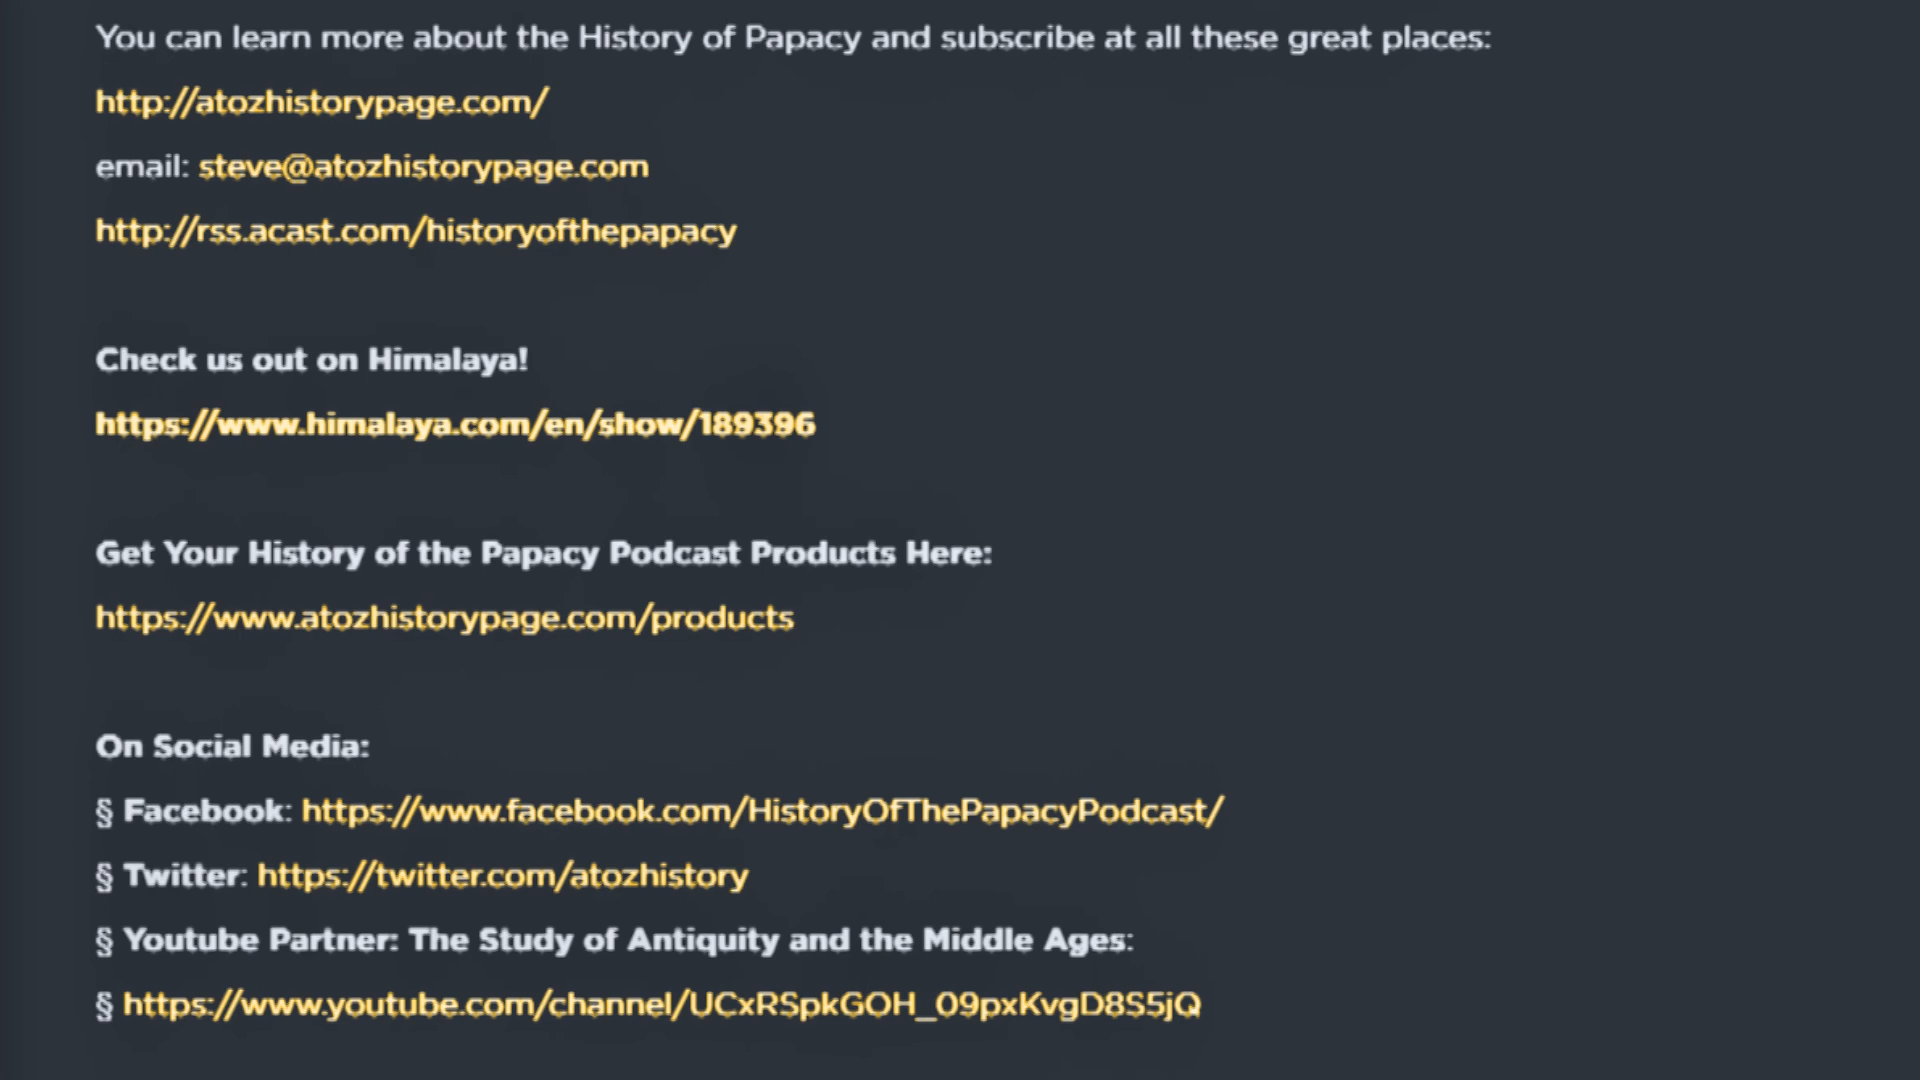 You can learn more about the History of Papacy and subscribe at all these great places:
http://atozhistorypage.com/
email: steve@atozhistorypage.com
http://rss.acast.com/historyofthepapacy
Check us out on Himalaya!
https://www.himalaya.com/en/show/189396
Get Your History of the Papacy Podcast Products Here:
https://www.atozhistorypage.com/products
On Social Media:
§ Facebook: https://www.facebook.com/HistoryOfThePapacyPodcast/
§ Twitter: https://twitter.com/atozhistory
§ Youtube Partner: The Study of Antiquity and the Middle Ages:
§ https://www.youtube.com/channel/UCxRSpkGOH_09pxKvgD8S5jQ